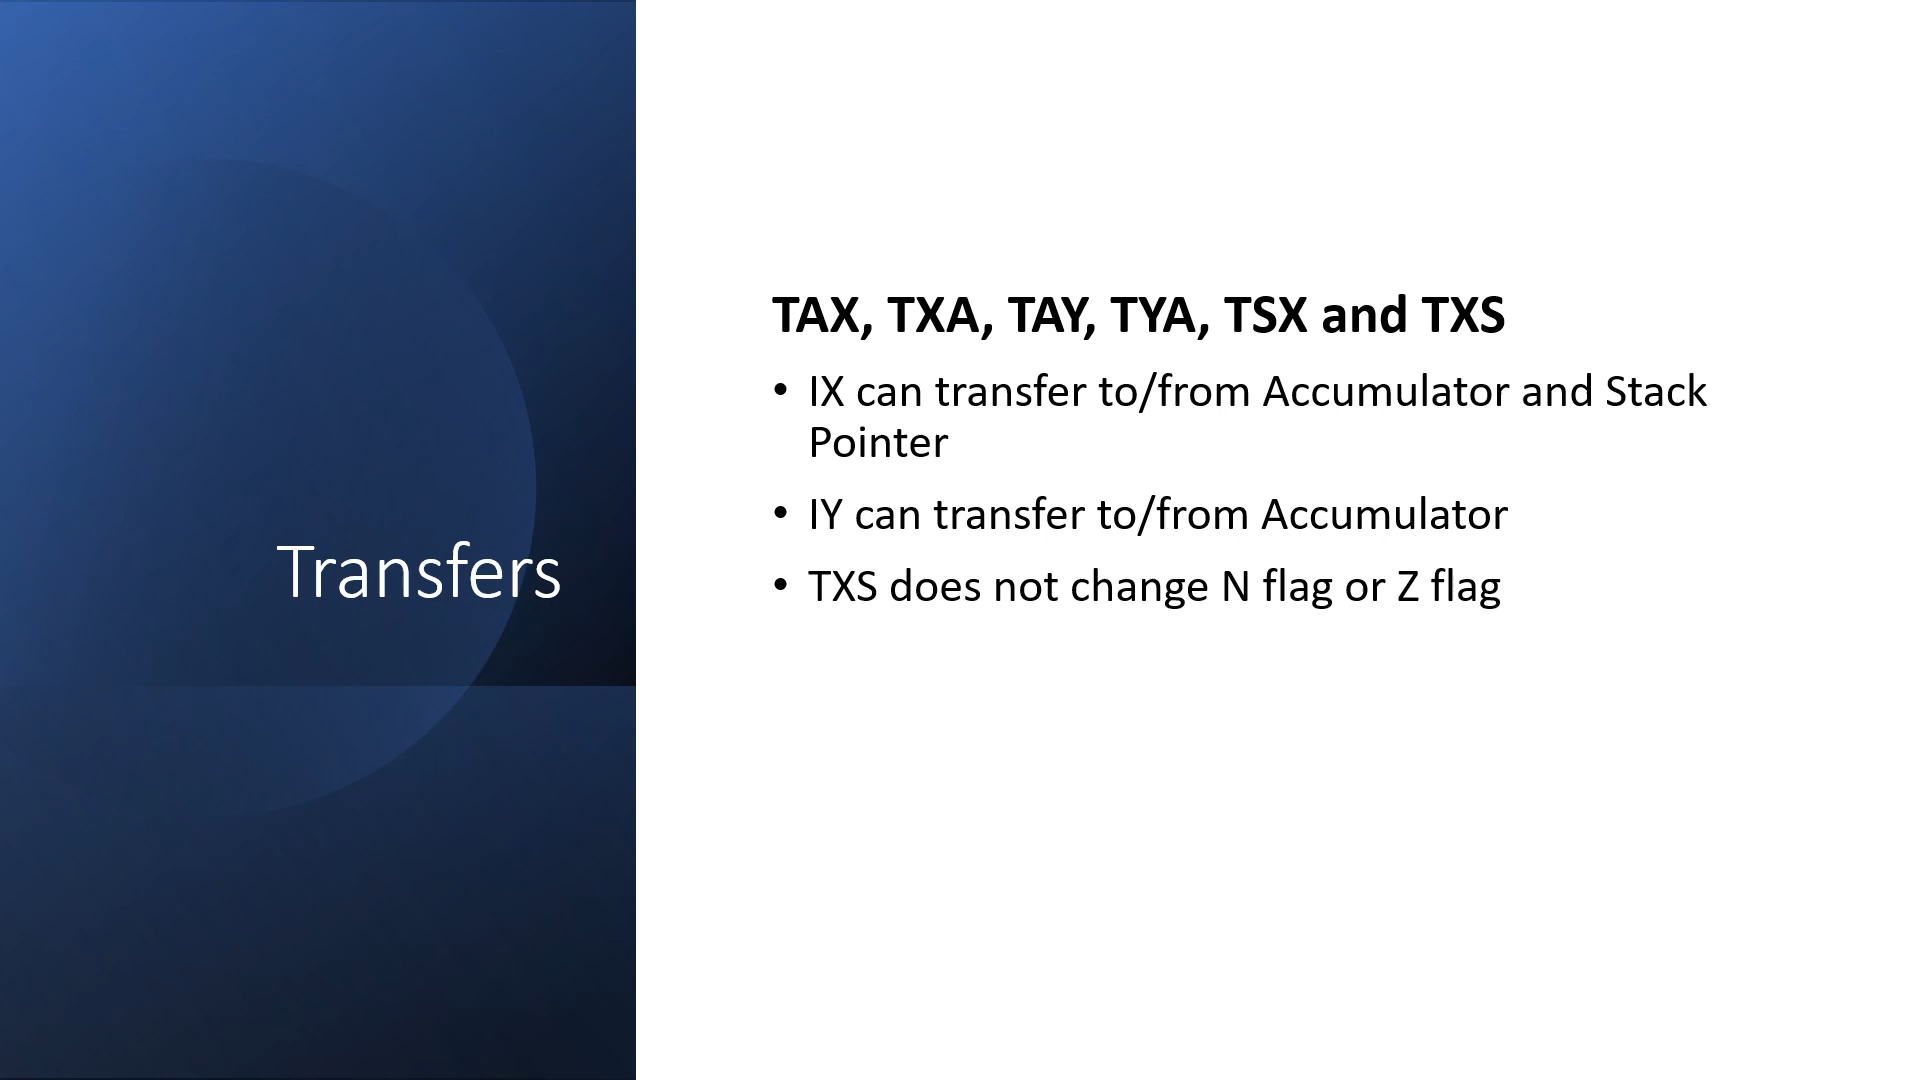 Transfers
TAX, TXA, TAY, TYA, TSX and TXS
• IX can transfer to/from Accumulator and Stack
Pointer
• IY can transfer to/from Accumulator
• TXS does not change N flag or Z flag